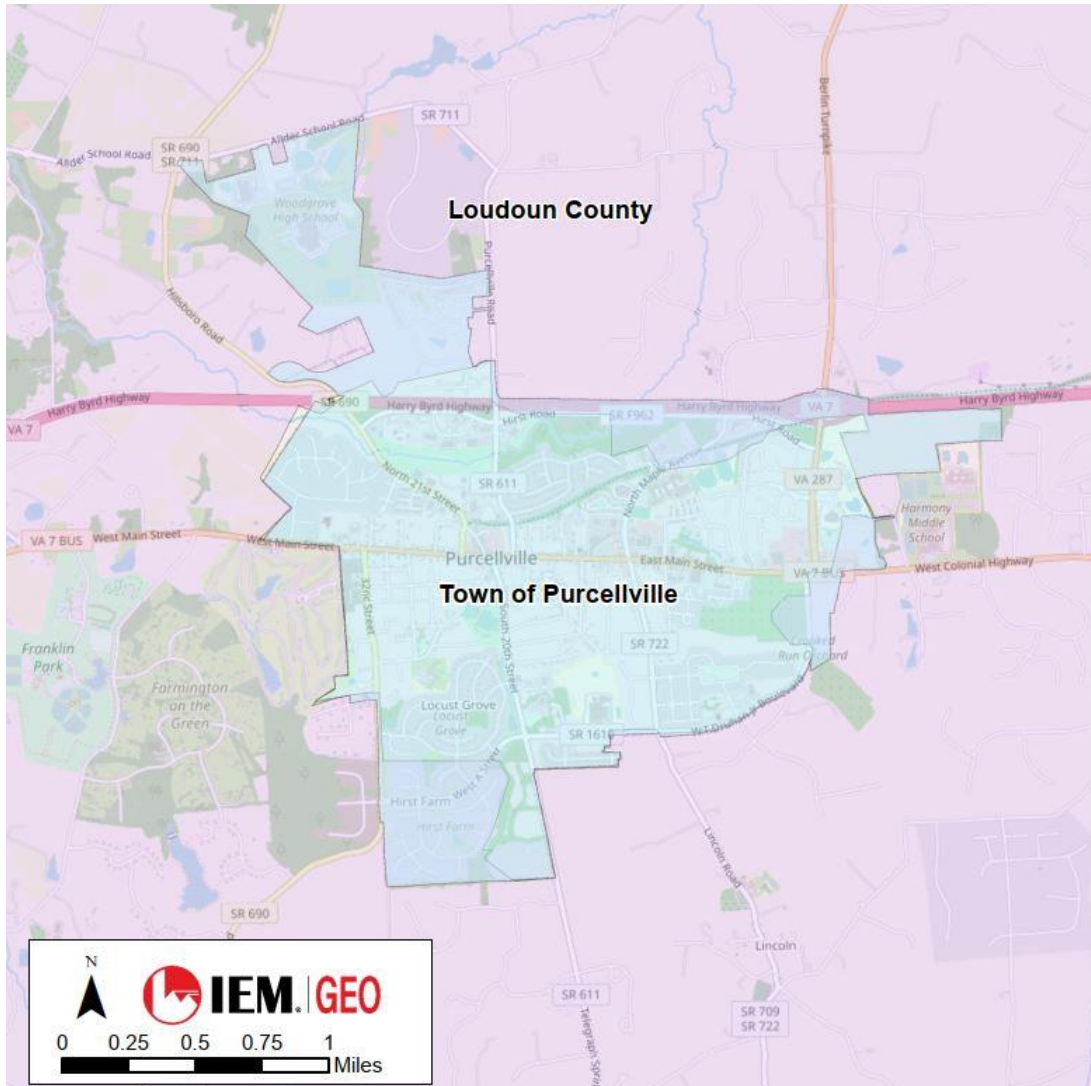 SR 711
Allder School Road
SR 690
SR 711
Allder School Road
Berlin Turnpike
Woodgrove
High School
Loudoun County
Purcellville Road
Hillsboro Road
SR 690
Harry Byrd Highway
Harry Byrd Highway
Harry Byrd Highway
Harry Byrd Highway
VA 7
VA 7
SR F962
Hirst Road
Hirst Road
North 21st Street
SR 611
North Maple Avenue
VA 287
Harmony
Middle
School
VA 7 BUS
West Main Street
West Main Street
Purcellville
East Main Street
VA 7 BUS
West Colonial Highway
Town of Purcellville
32nd Street
South 20th Street
SR 722
Crooked
Run Orchard
Franklin
Park
Farmington
on the
Green
Locust Grove
Locust
Grove
SR 1616
W T Druhan Jr Boulevard
West A Street
Hirst Farm
Hirst Farm
Lincoln Road
SR 690
Lincoln
SR 611
SR 709
SR 722
N
IEM. GEO
0 0.25 0.5 0.75 1
Miles